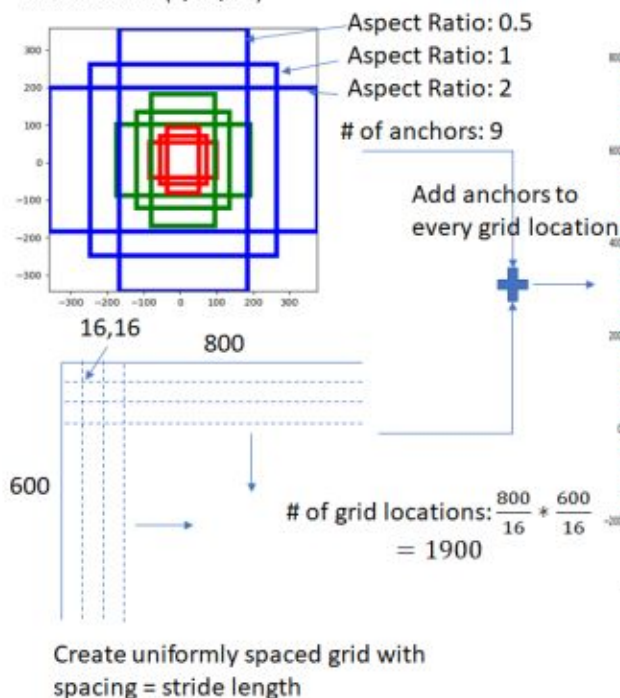 Aspect Ratio: 0.5
Aspect Ratio: 1
Aspect Ratio: 2
# of anchors: 9
300
200
100
0
−100
−200
−300
−300 −200 −100 0 100 200 300
Add anchors to
every grid location
16,16
800
600
# of grid locations: 800/16 * 600/16
= 1900
Create uniformly spaced grid with
spacing = stride length
200
0